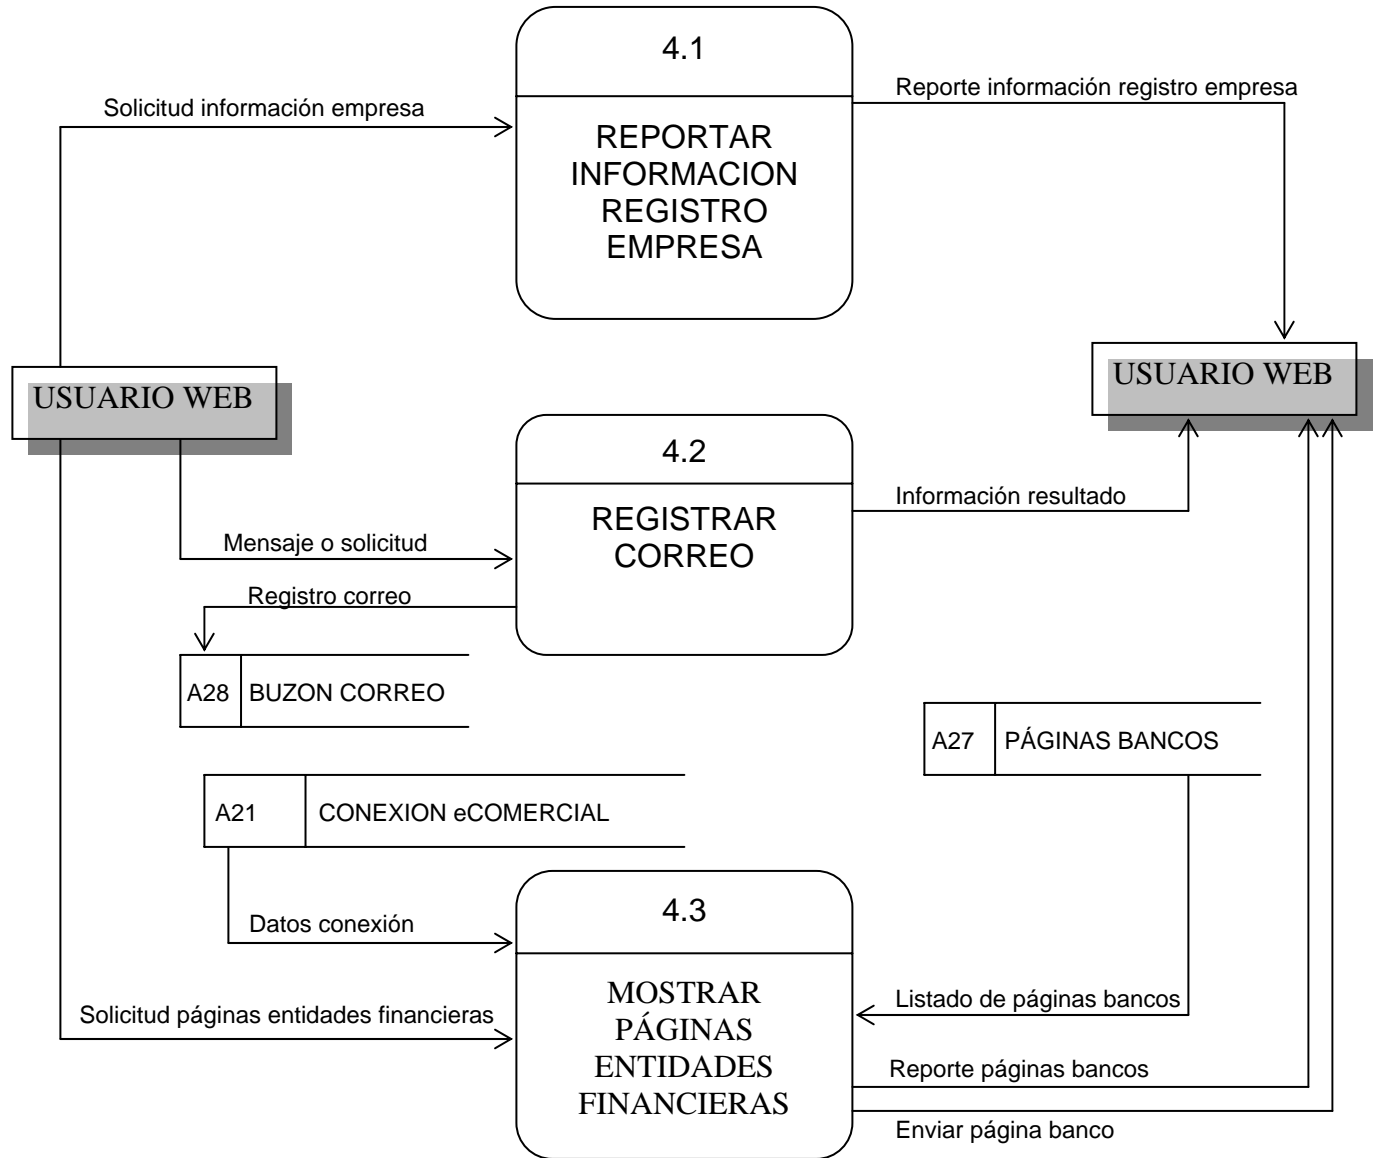 4.1
Solicitud información empresa
Reporte información registro empresa
REPORTAR
INFORMACION
REGISTRO
EMPRESA
USUARIO WEB
USUARIO WEB
4.2
Información resultado
REGISTRAR
CORREO
Mensaje o solicitud
Registro correo
A28 BUZON CORREO
A27 PÁGINAS BANCOS
A21 CONEXION eCOMERCIAL
4.3
Datos conexión
MOSTRAR
PÁGINAS
ENTIDADES
FINANCIERAS
Listado de páginas bancos
Solicitud páginas entidades financieras
Reporte páginas bancos
Enviar página banco